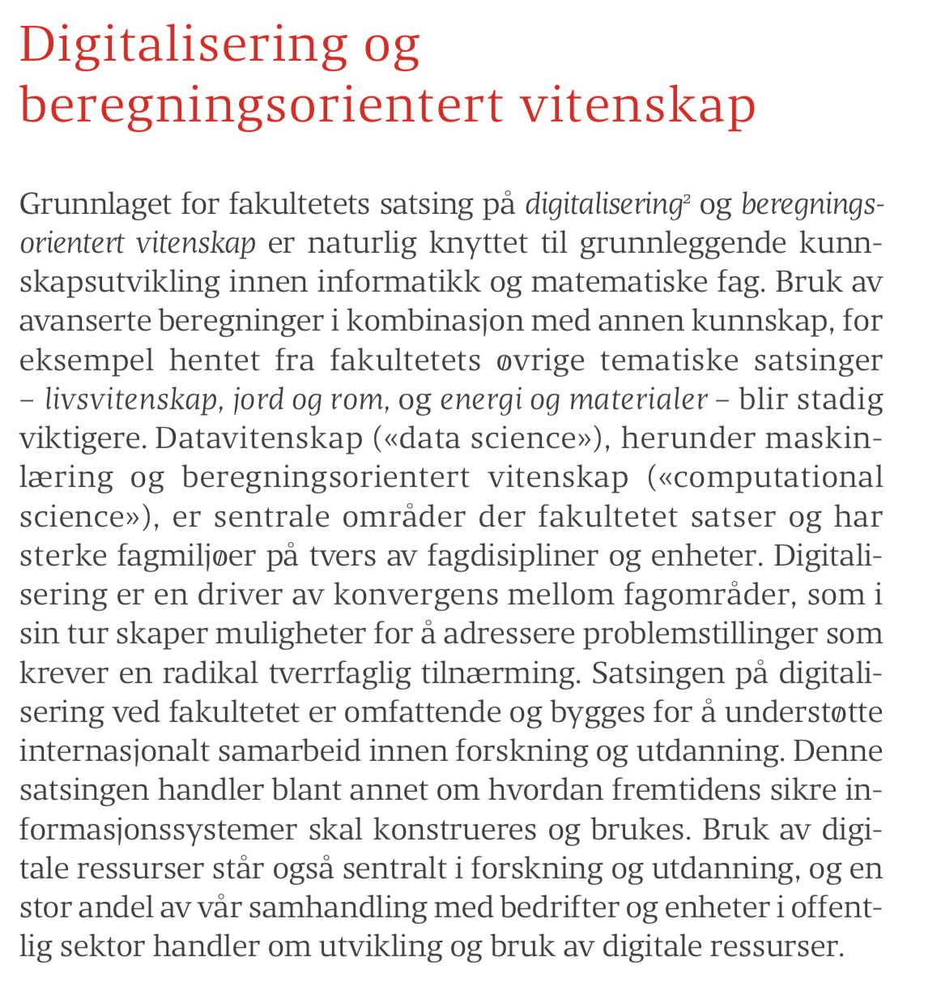 Digitalisering og
beregningsorientert vitenskap
Grunnlaget for fakultetets satsing på digitalisering² og beregnings-
orientert vitenskap er naturlig knyttet til grunnleggende kunn-
skapsutvikling innen informatikk og matematiske fag. Bruk av
avanserte beregninger i kombinasjon med annen kunnskap, for
eksempel hentet fra fakultetets øvrige tematiske satsinger
– livsvitenskap, jord og rom, og energi og materialer – blir stadig
viktigere. Datavitenskap («data science»), herunder maskin-
læring og beregningsorientert vitenskap («computational
science»), er sentrale områder der fakultetet satser og har
sterke fagmiljøer på tvers av fagdisipliner og enheter. Digitali-
sering er en driver av konvergens mellom fagområder, som i
sin tur skaper muligheter for å adressere problemstillinger som
krever en radikal tverrfaglig tilnærming. Satsingen på digitali-
sering ved fakultetet er omfattende og bygges for å understøtte
internasjonalt samarbeid innen forskning og utdanning. Denne
satsingen handler blant annet om hvordan fremtidens sikre in-
formasjonssystemer skal konstrueres og brukes. Bruk av digi-
tale ressurser står også sentralt i forskning og utdanning, og en
stor andel av vår samhandling med bedrifter og enheter i offent-
lig sektor handler om utvikling og bruk av digitale ressurser.